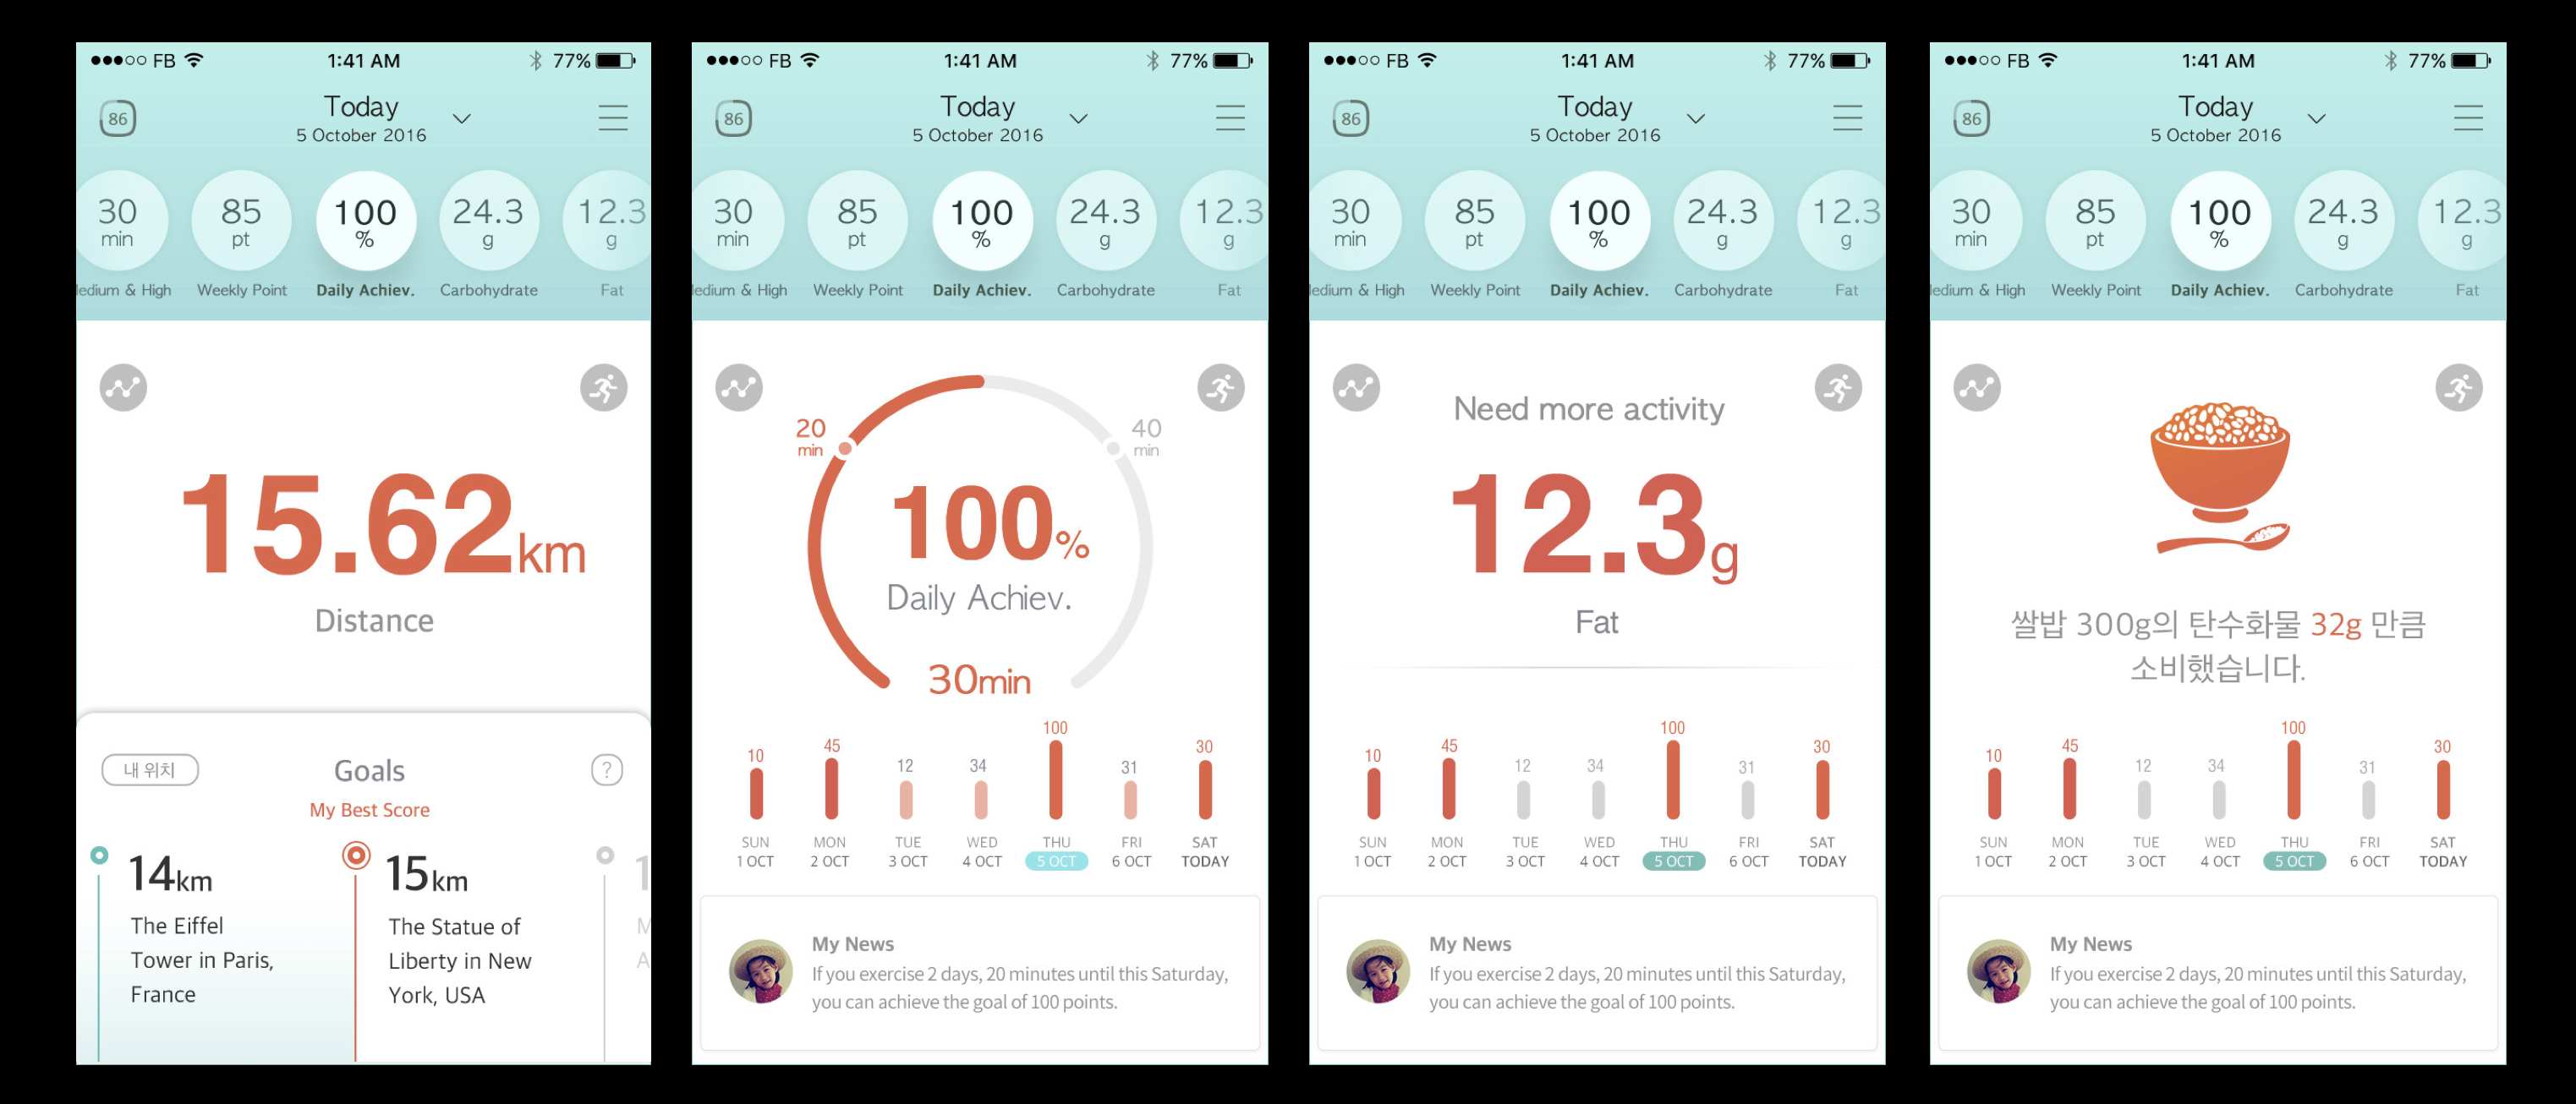 FB 1:41 AM 77%
86 Today
5 October 2016
30 85 100 24.3 12.3
min pt % g g
edium & High Weekly Point Daily Achiev. Carbohydrate Fat
15.62km
Distance
내 위치 Goals ?
My Best Score
14km 15km 1
The Eiffel The Statue of M
Tower in Paris, Liberty in New A
France York, USA
FB 1:41 AM 77%
86 Today
5 October 2016
30 85 100 24.3 12.3
min pt % g g
edium & High Weekly Point Daily Achiev. Carbohydrate Fat
20 40
min min
100%
Daily Achiev.
30min
10 45 12 34 100 31 30
SUN MON TUE WED THU FRI SAT
1 OCT 2 OCT 3 OCT 4 OCT 5 OCT 6 OCT TODAY
My News
If you exercise 2 days, 20 minutes until this Saturday,
you can achieve the goal of 100 points.
FB 1:41 AM 77%
86 Today
5 October 2016
30 85 100 24.3 12.3
min pt % g g
edium & High Weekly Point Daily Achiev. Carbohydrate Fat
Need more activity
12.3g
Fat
10 45 12 34 100 31 30
SUN MON TUE WED THU FRI SAT
1 OCT 2 OCT 3 OCT 4 OCT 5 OCT 6 OCT TODAY
My News
If you exercise 2 days, 20 minutes until this Saturday,
you can achieve the goal of 100 points.
FB 1:41 AM 77%
86 Today
5 October 2016
30 85 100 24.3 12.3
min pt % g g
edium & High Weekly Point Daily Achiev. Carbohydrate Fat
쌀밥 300g의 탄수화물 32g 만큼
소비했습니다.
10 45 12 34 100 31 30
SUN MON TUE WED THU FRI SAT
1 OCT 2 OCT 3 OCT 4 OCT 5 OCT 6 OCT TODAY
My News
If you exercise 2 days, 20 minutes until this Saturday,
you can achieve the goal of 100 points.